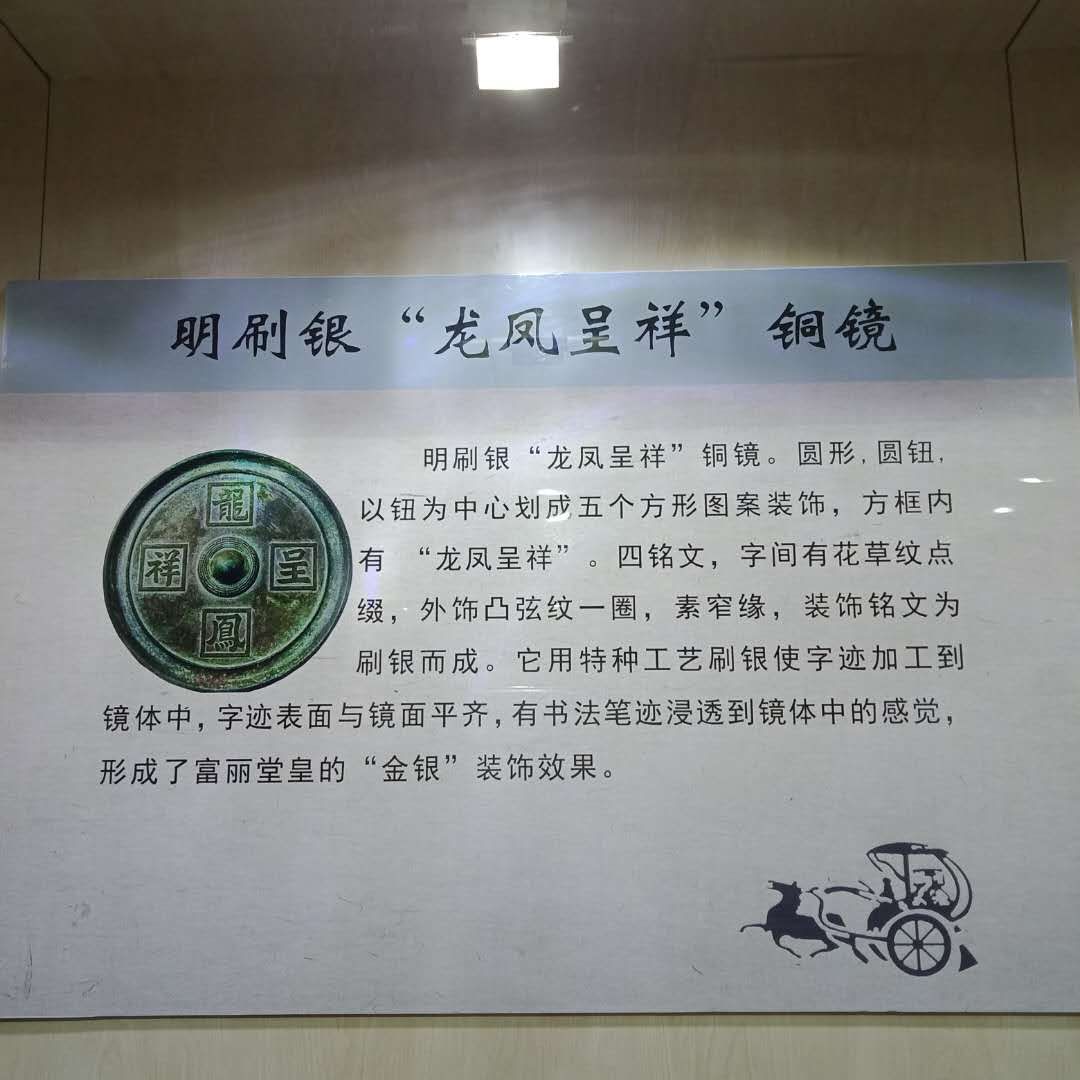 明刷银“龙凤呈祥”铜镜
明刷银“龙凤呈祥”铜镜。圆形,圆钮,
以钮为中心划成五个方形图案装饰，方框内
有 “龙凤呈祥”。四铭文，字间有花草纹点
缀，外饰凸弦纹一圈，素窄缘，装饰铭文为
刷银而成。它用特种工艺刷银使字迹加工到
镜体中，字迹表面与镜面平齐，有书法笔迹浸透到镜体中的感觉，
形成了富丽堂皇的“金银”装饰效果。
龍
祥 呈
鳳